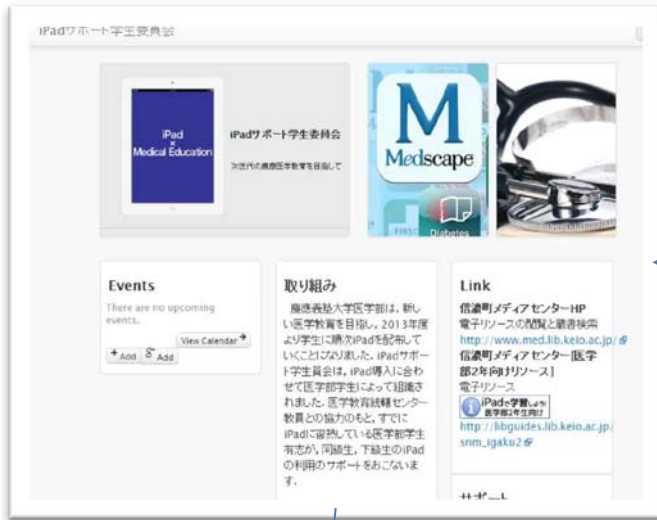 iPadサポート学生委員会
iPad
×
Medical Education
iPadサポート学生委員会
次世代の慶應医学教育を目指して
M
Medscape
Diabetes
Events
There are no upcoming
events.
View Calendar
+ Add 8 Add
取り組み
慶應義塾大学医学部は、新し
い医学教育を目指し、2013年度
より学生に順次iPadを配布して
いくことになりました。iPadサポー
ト学生員会は、iPad導入に合わ
せて医学部学生によって組織さ
れました。医学教育統轄センター
教員との協力のもと、すでに
iPadに習熟している医学部学生
有志が、同級生、下級生のiPad
の利用のサポートをおこないま
す。
Link
信濃町メディアセンターHP
電子リソースの閲覧と蔵書検索
http://www.med.lib.keio.ac.jp/
信濃町メディアセンター[医学
部2年向けリソース]
電子リソース
iPadで学習しよう!
医学部2年生向け
http://libguides.lib.keio.ac.jp/
snm_igaku2
サポート